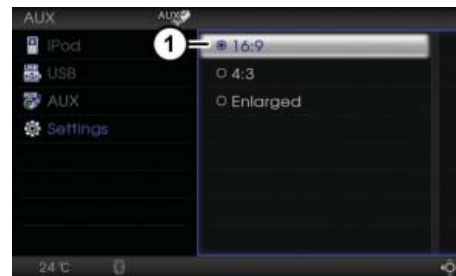 AUX AUX
iPod
1 16:9
USB
4:3
AUX
Enlarged
Settings
24°C